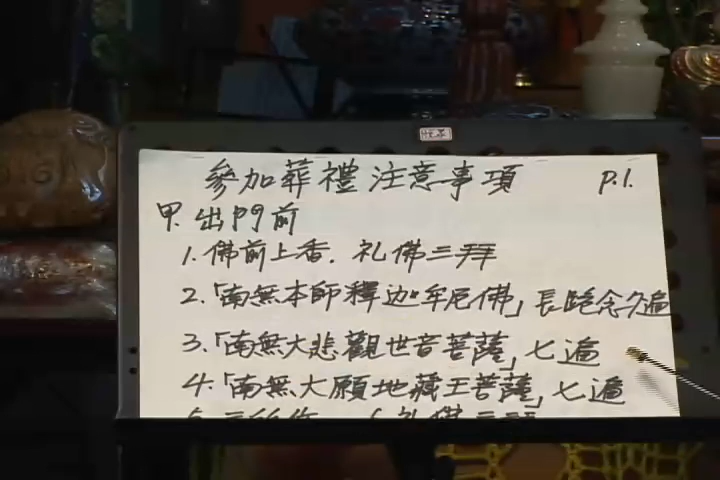 參加葬禮注意事項 P.1.
甲. 出門前
1. 佛前上香. 礼佛三拜
2.「南無本師釋迦牟尼佛」長跪念久遍
3.「南無大悲觀世音菩薩」七遍
4.「南無大願地藏王菩薩」七遍